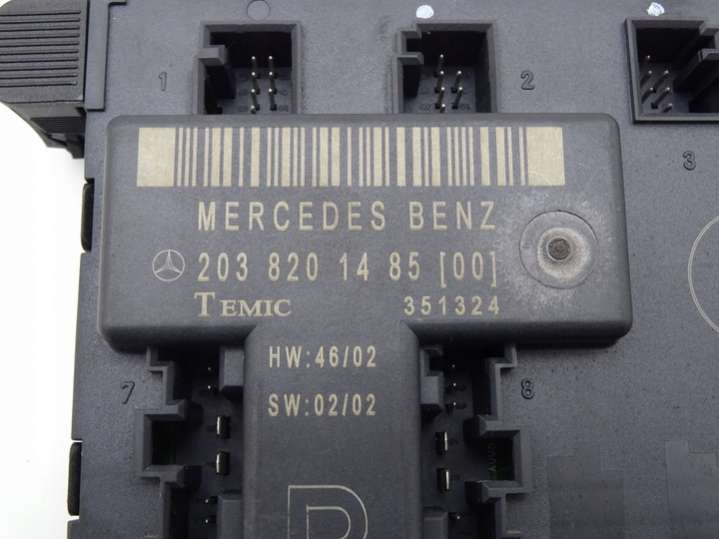 1
2
3
MERCEDES BENZ
203 820 14 85 [00]
TEMIC 351324
HW:46/02
7
8
SW:02/02